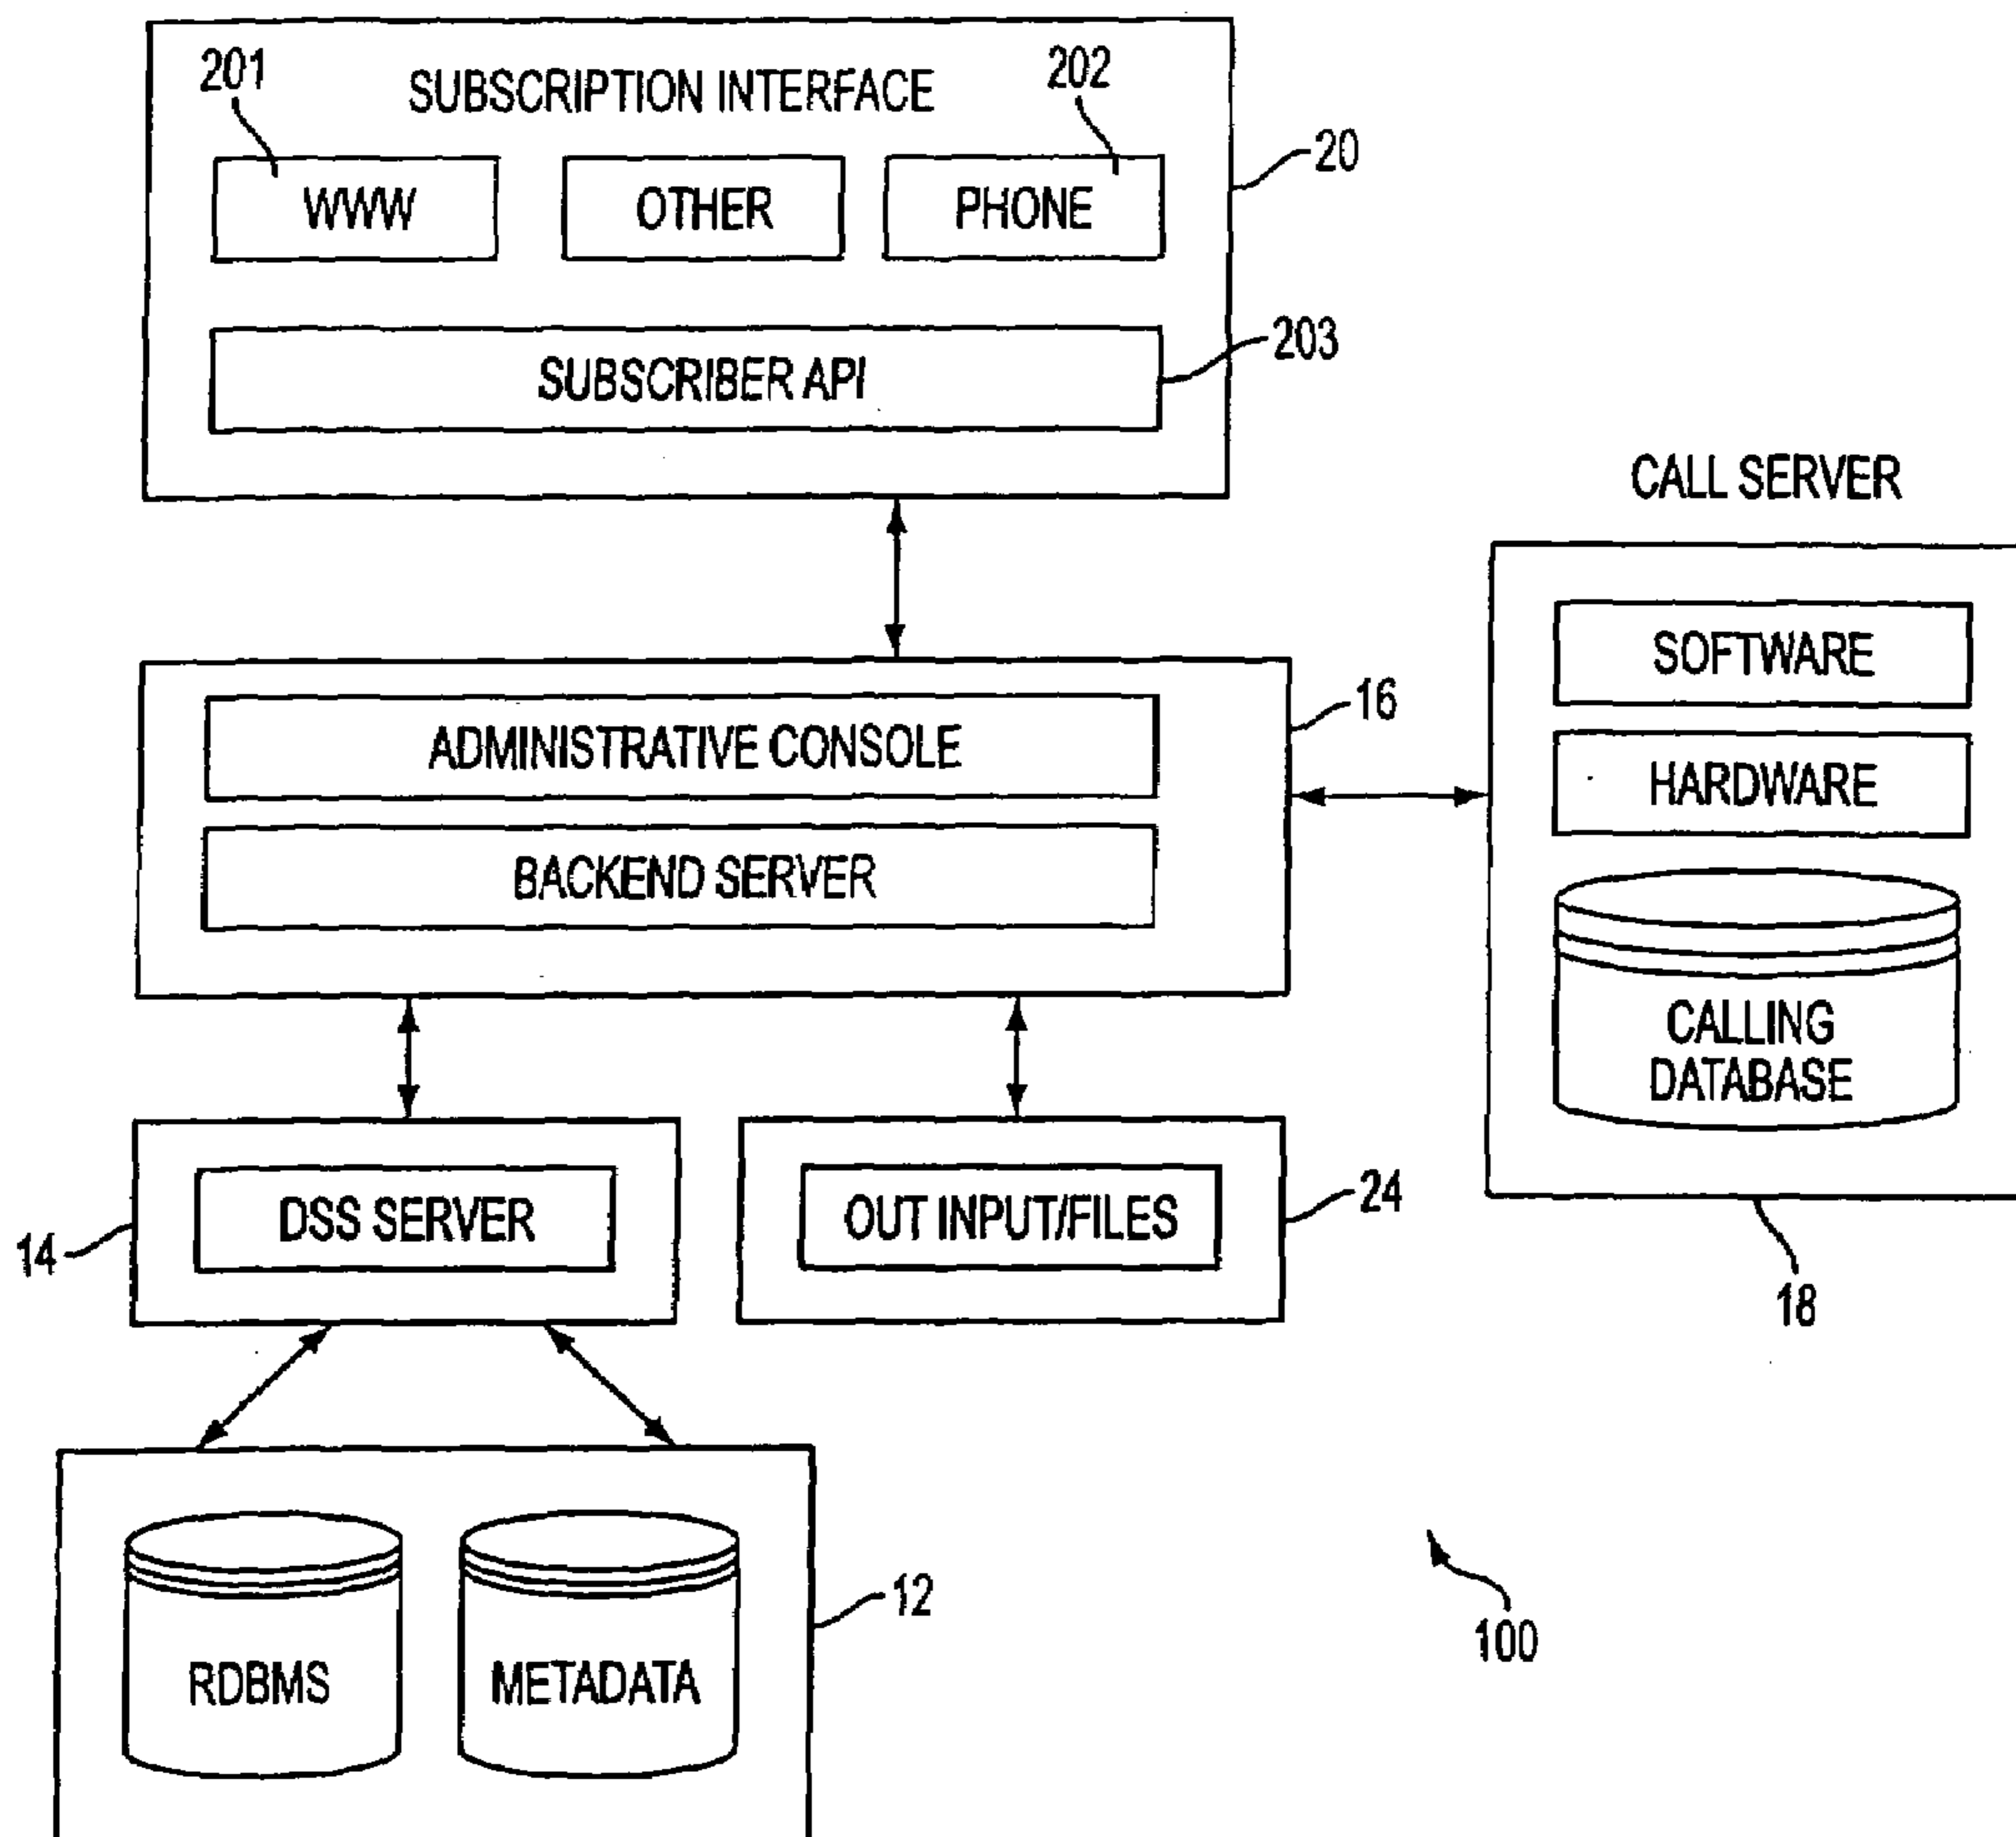 SUBSCRIPTION INTERFACE
201
202
20
WWW
OTHER
PHONE
203
SUBSCRIBER API
CALL SERVER
16
SOFTWARE
ADMINISTRATIVE CONSOLE
HARDWARE
BACKEND SERVER
CALLING
DATABASE
14
DSS SERVER
OUT INPUT/FILES
24
18
12
RDBMS
METADATA
100